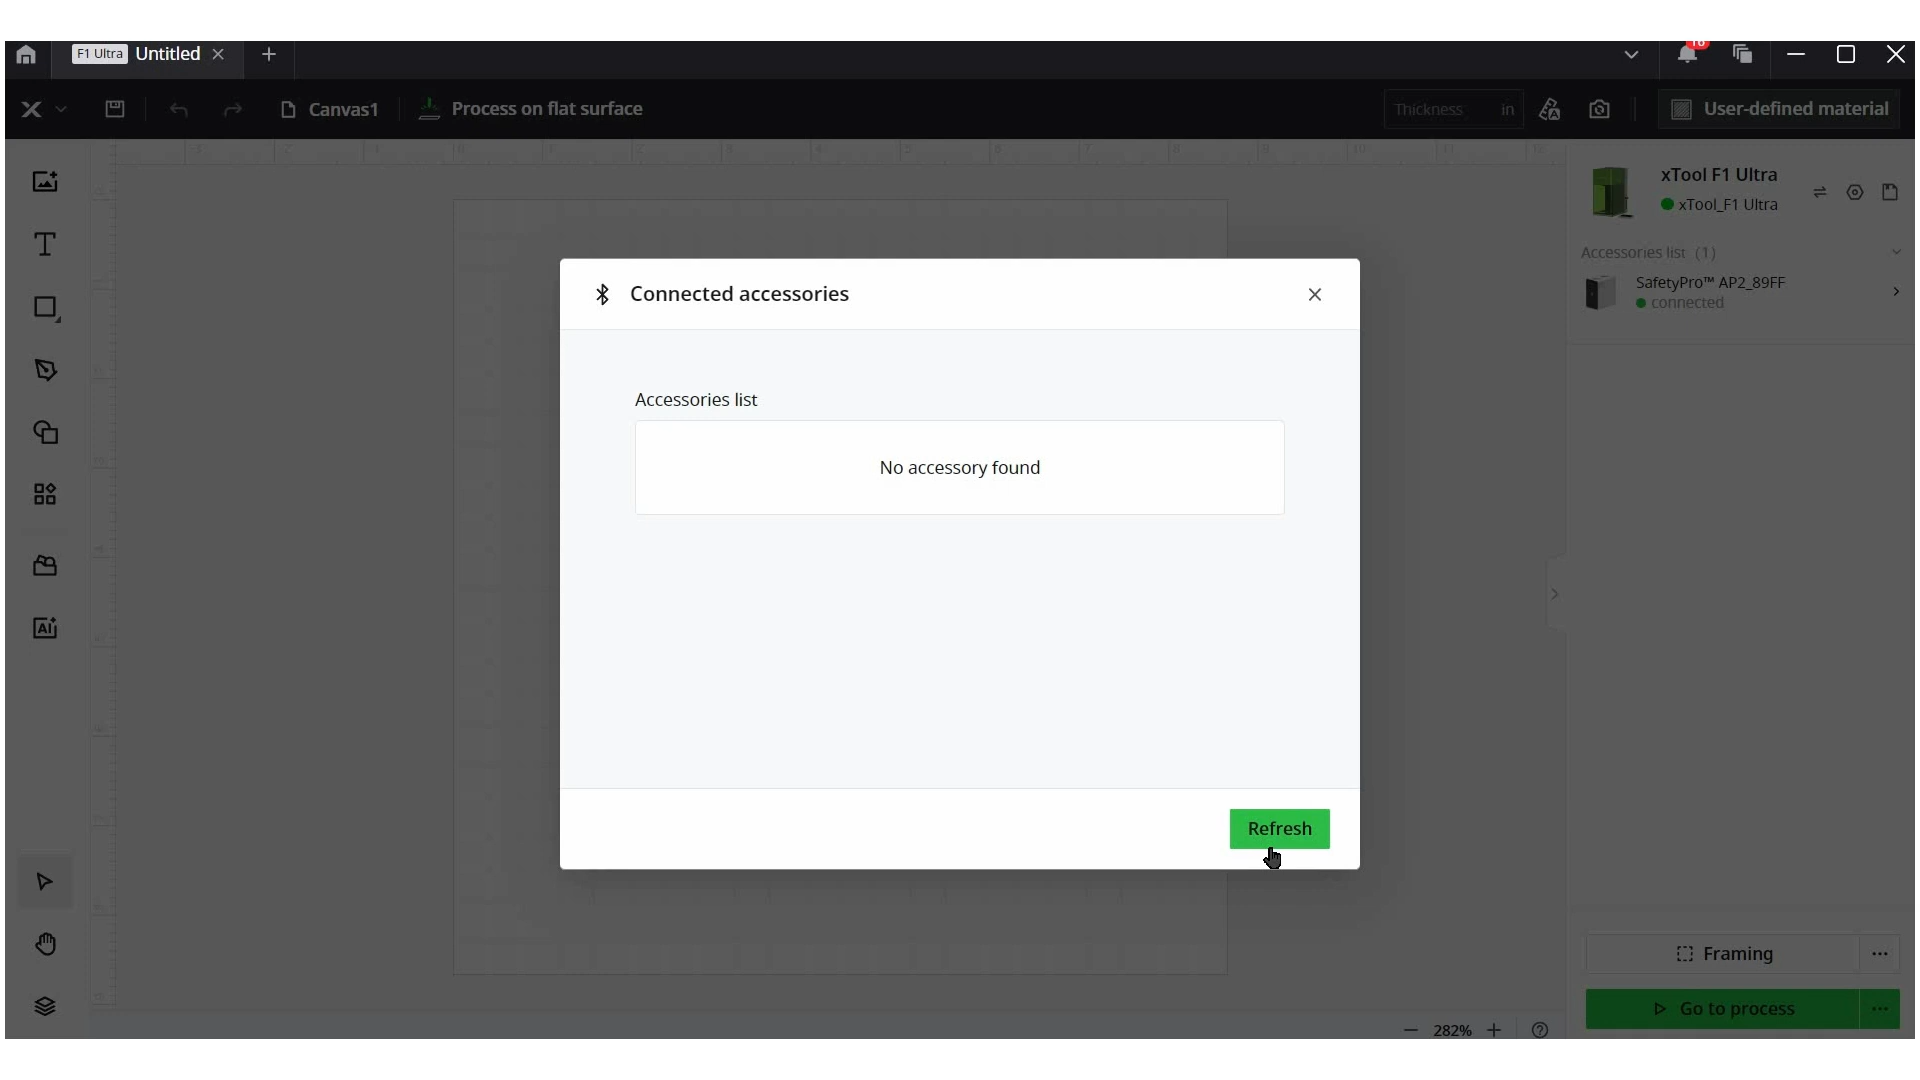 F1 Ultra Untitled
Canvas1
Process on flat surface
Thickness in
User-defined material
xTool F1 Ultra
xTool_F1 Ultra
Accessories list (1)
SafetyPro™ AP2_89FF
connected
Connected accessories
Accessories list
No accessory found
Refresh
AI
Framing
Go to process
282%